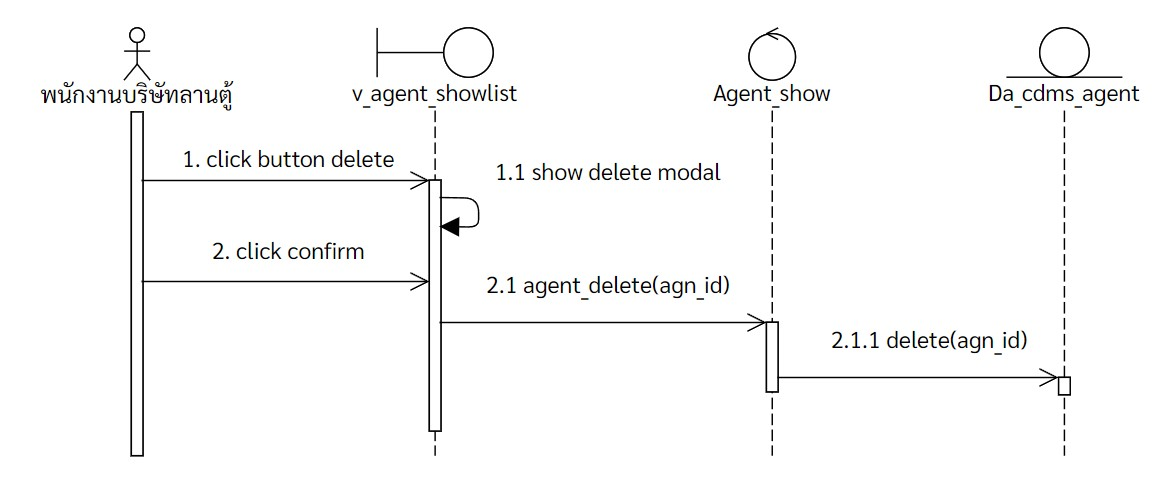 พนักงานบริษัทลานตู้
v_agent_showlist
Agent_show
Da_cdms_agent
1. click button delete
1.1 show delete modal
2. click confirm
2.1 agent_delete(agn_id)
2.1.1 delete(agn_id)